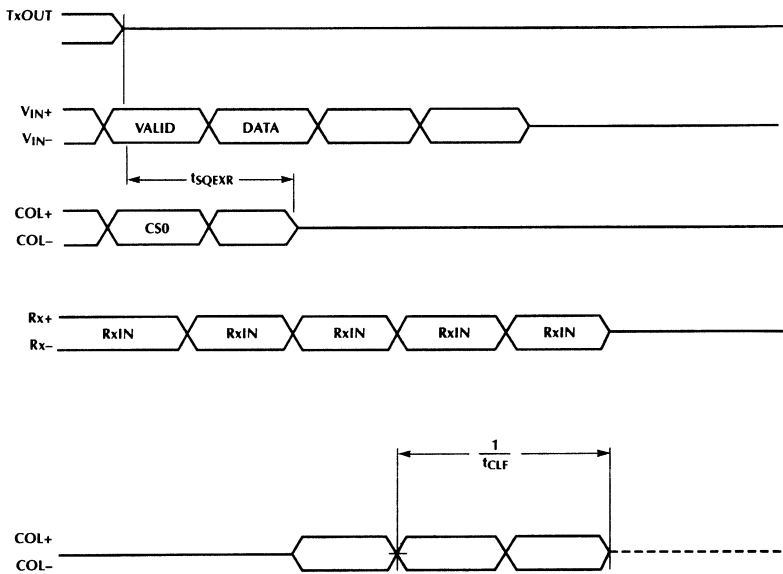 TxOUT
VIN+
VIN–
VALID
DATA
tSQEXR
COL+
COL–
CS0
Rx+
Rx–
RxIN
RxIN
RxIN
RxIN
RxIN
1
tCLF
COL+
COL–